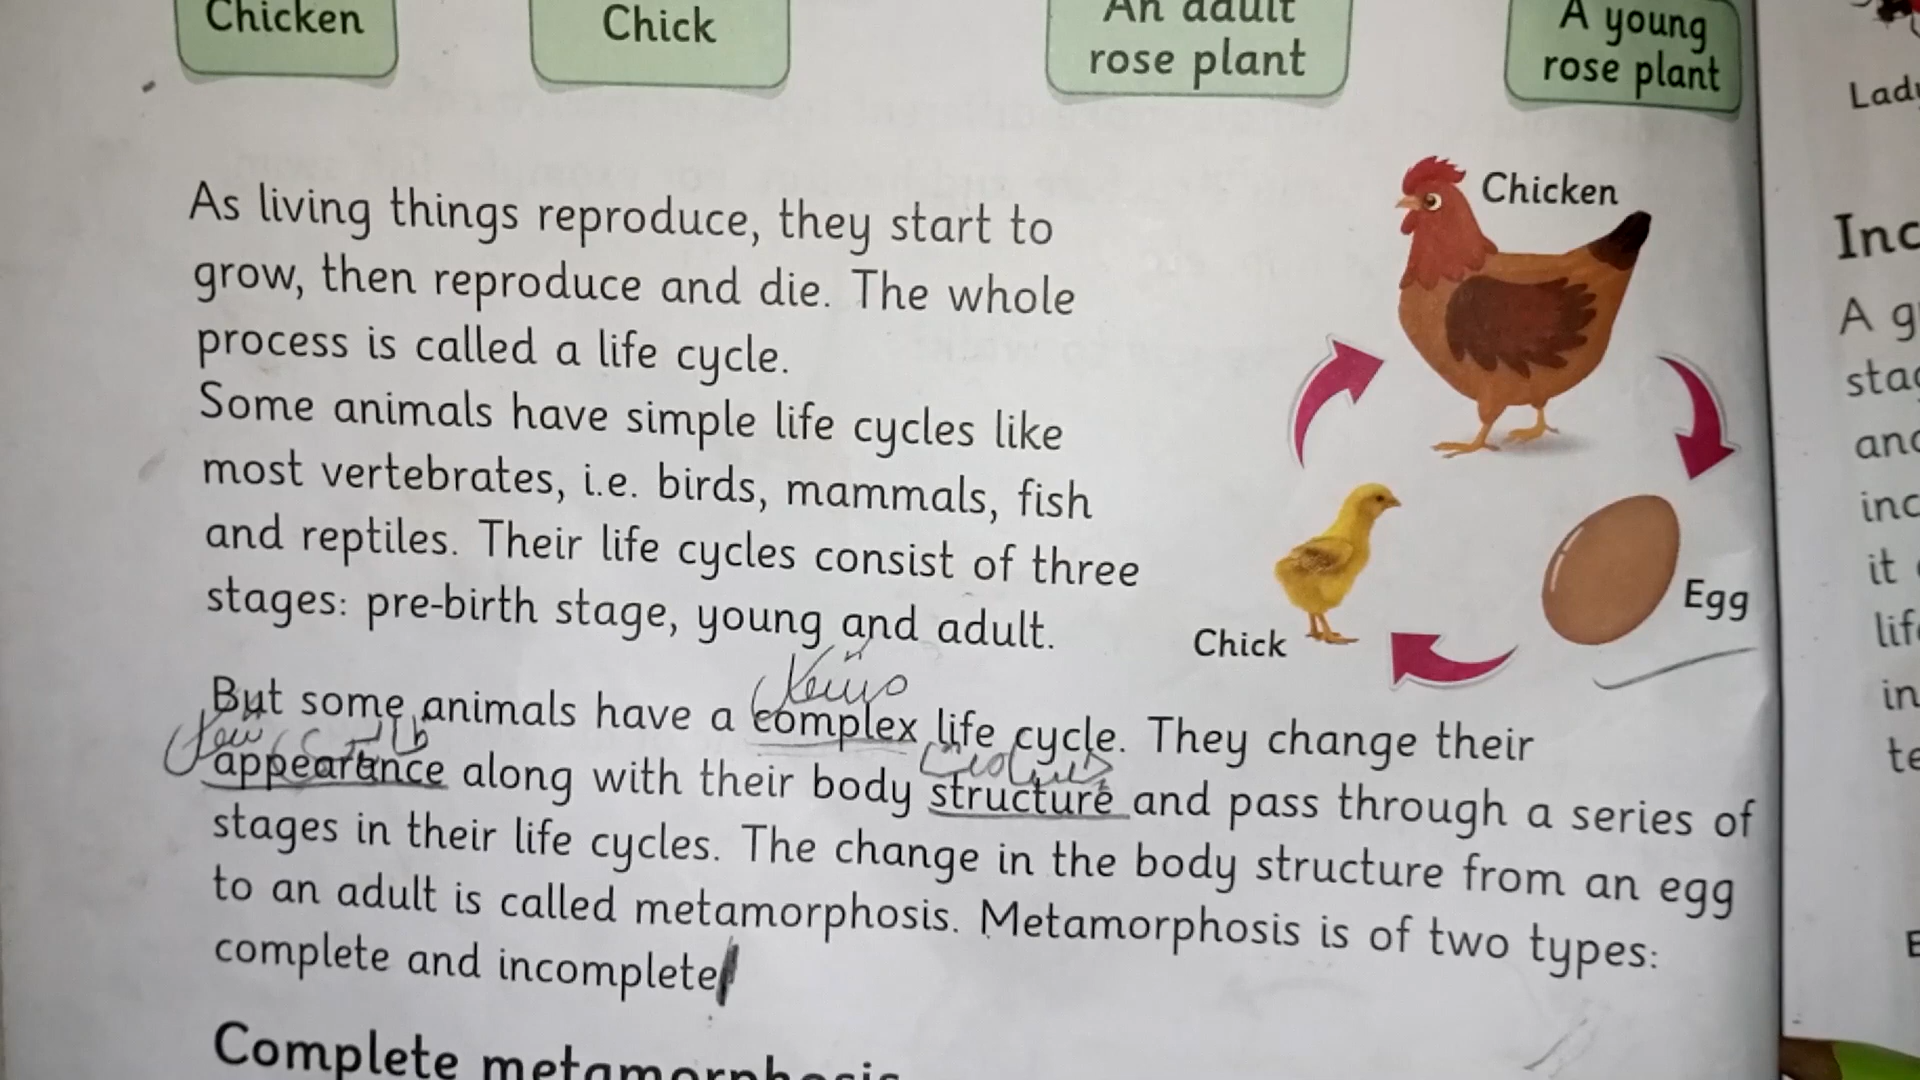 Chicken
Chick
An adult
rose plant
A young
rose plant
As living things reproduce, they start to
grow, then reproduce and die. The whole
process is called a life cycle.
Some animals have simple life cycles like
most vertebrates, i.e. birds, mammals, fish
and reptiles. Their life cycles consist of three
stages: pre-birth stage, young and adult.
Chicken
Egg
Chick
But some animals have a complex life cycle. They change their
appearance along with their body structure and pass through a series of
stages in their life cycles. The change in the body structure from an egg
to an adult is called metamorphosis. Metamorphosis is of two types:
complete and incomplete
Complete metamorphosis
Inc
A
it
in